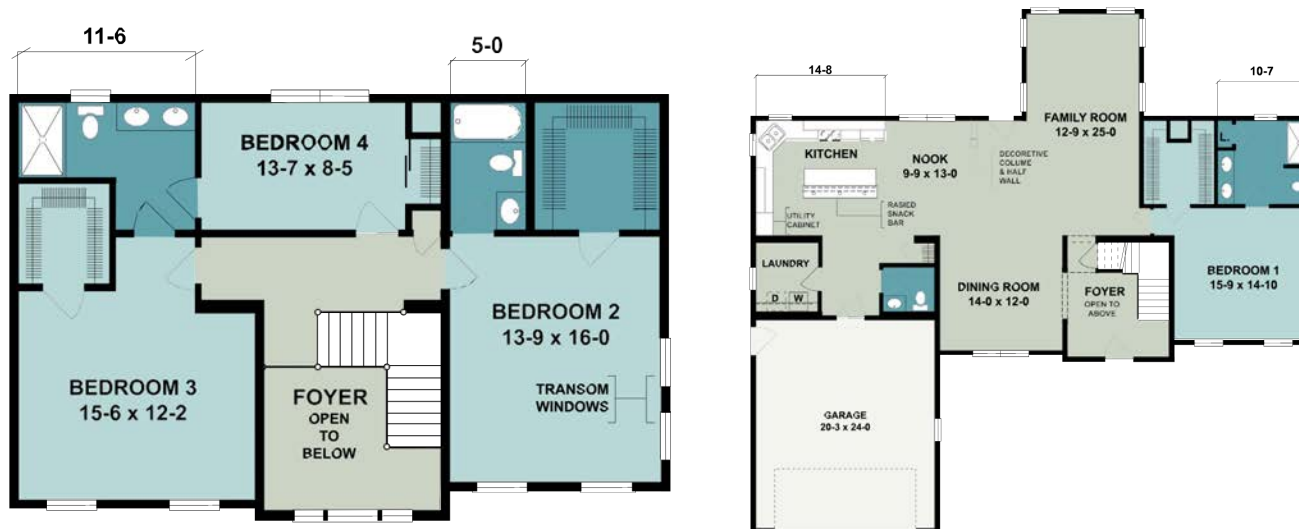 11-6
5-0
BEDROOM 4
13-7 x 8-5
BEDROOM 2
13-9 x 16-0
BEDROOM 3
15-6 x 12-2
FOYER
OPEN
TO
BELOW
TRANSOM
WINDOWS
14-8
10-7
FAMILY ROOM
12-9 x 25-0
KITCHEN
NOOK
9-9 x 13-0
DECORETIVE
COLUME
& HALF
WALL
L.
UTILITY
CABINET
RASIED
SNACK
BAR
LAUNDRY
D W
DINING ROOM
14-0 x 12-0
FOYER
OPEN TO
ABOVE
BEDROOM 1
15-9 x 14-10
GARAGE
20-3 x 24-0